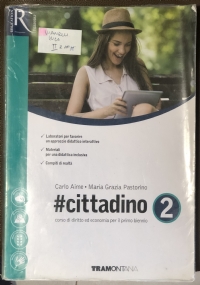 R
✓ Laboratori per favorire
un approccio didattico interattivo
✓ Materiali
per una didattica inclusiva
✓ Compiti di realtà
Carlo Aime - Maria Grazia Pastorino
#cittadino 2
corso di diritto ed economia per il primo biennio
TRAMONTANA